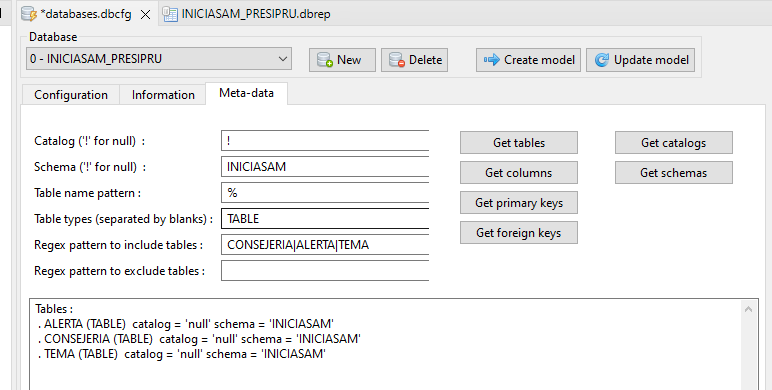 *databases.dbcfg INICIASAM_PRESIPRU.dbrep
Database
0 - INICIASAM_PRESIPRU New Delete Create model Update model
Configuration Information Meta-data
Catalog ('!' for null) : ! Get tables Get catalogs
Schema ('!' for null) : INICIASAM Get columns Get schemas
Table name pattern : % Get primary keys
Table types (separated by blanks) : TABLE Get foreign keys
Regex pattern to include tables : CONSEJERIA|ALERTA|TEMA
Regex pattern to exclude tables :
Tables :
. ALERTA (TABLE) catalog = 'null' schema = 'INICIASAM'
. CONSEJERIA (TABLE) catalog = 'null' schema = 'INICIASAM'
. TEMA (TABLE) catalog = 'null' schema = 'INICIASAM'